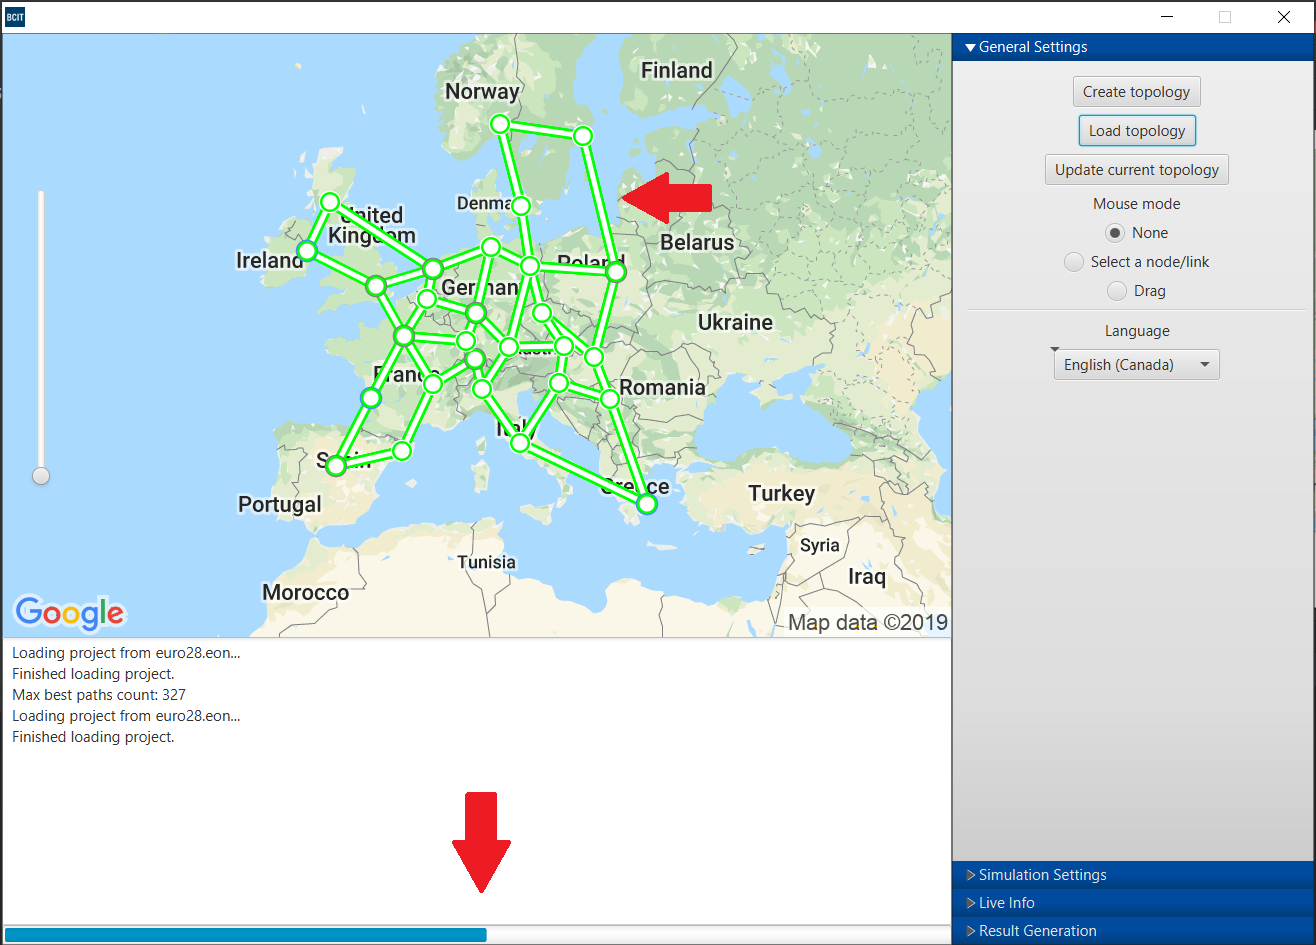 BCIT
General Settings
Create topology
Load topology
Update current topology
Mouse mode
None
Select a node/link
Drag
Language
English (Canada)
Simulation Settings
Live Info
Result Generation
Finland
Norway
Denma
United
Kingdom
Ireland
Belarus
Poland
German
Ukraine
France
Romania
Italy
Spain
Portugal
Greece
Turkey
Syria
Iraq
Tunisia
Morocco
Google
Map data ©2019
Loading project from euro28.eon...
Finished loading project.
Max best paths count: 327
Loading project from euro28.eon...
Finished loading project.